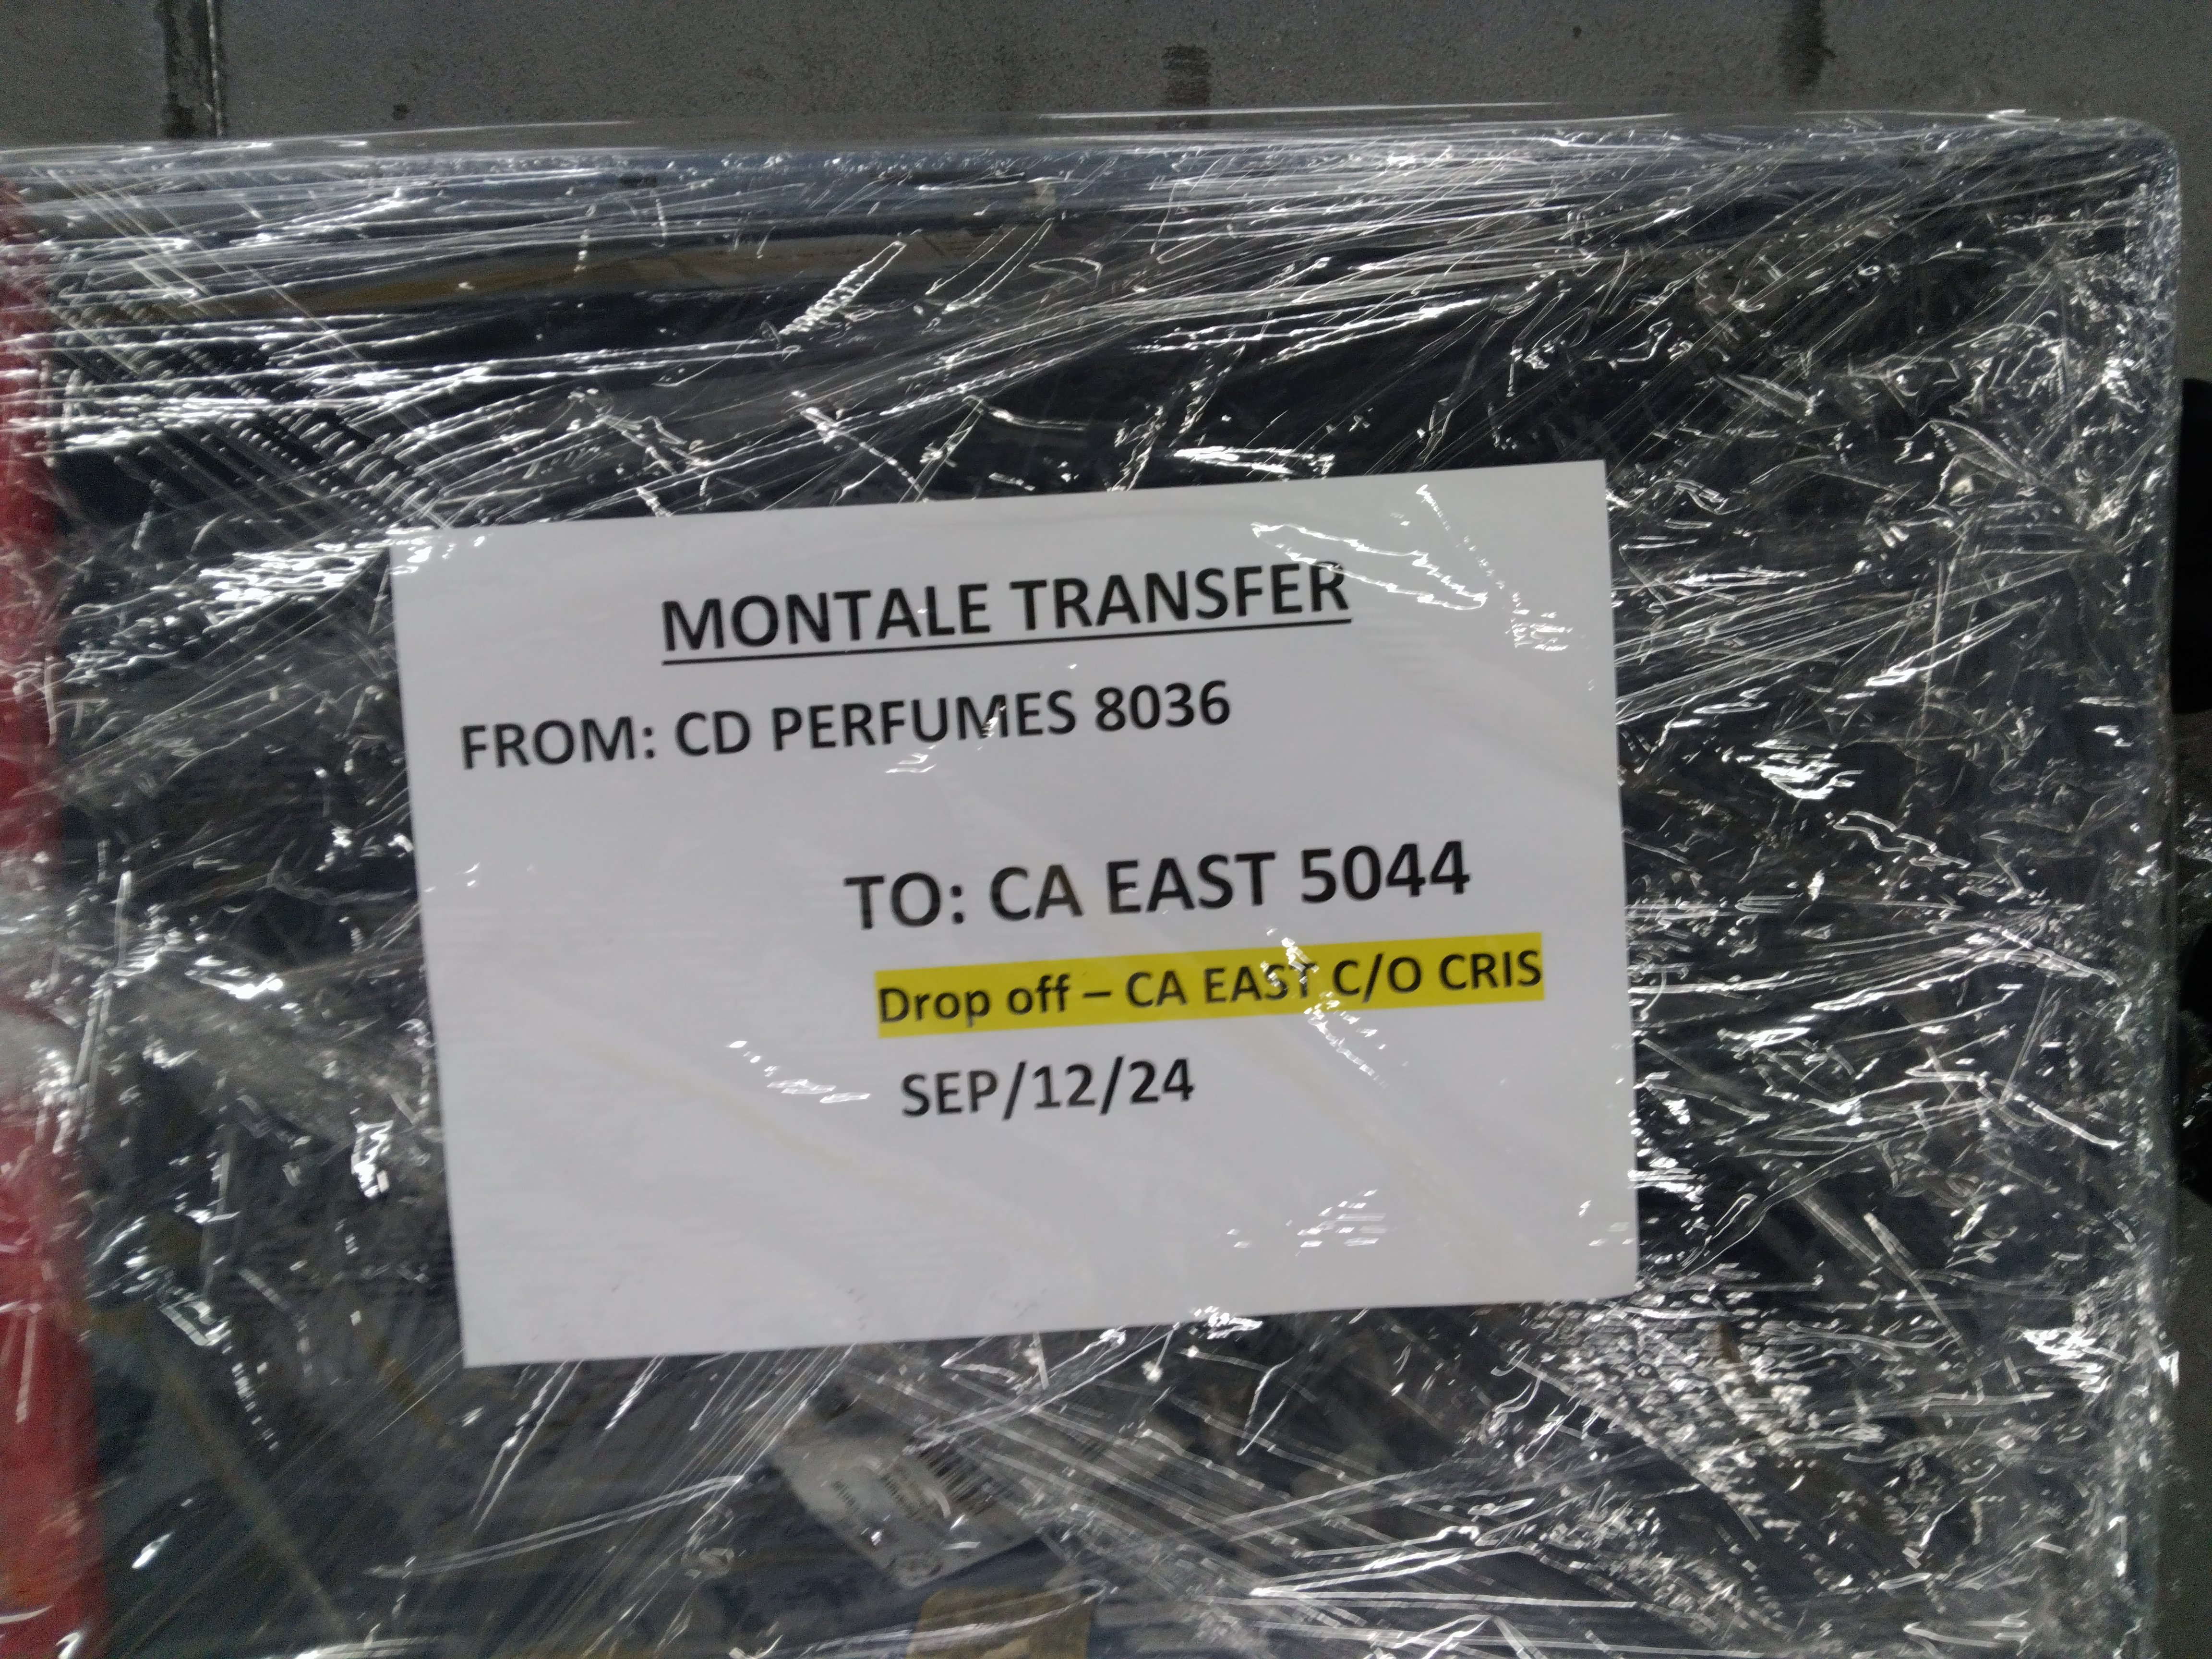 MONTALE TRANSFER
FROM: CD PERFUMES 8036
TO: CA EAST 5044
Drop off – CA EAST C/O CRIS
SEP/12/24